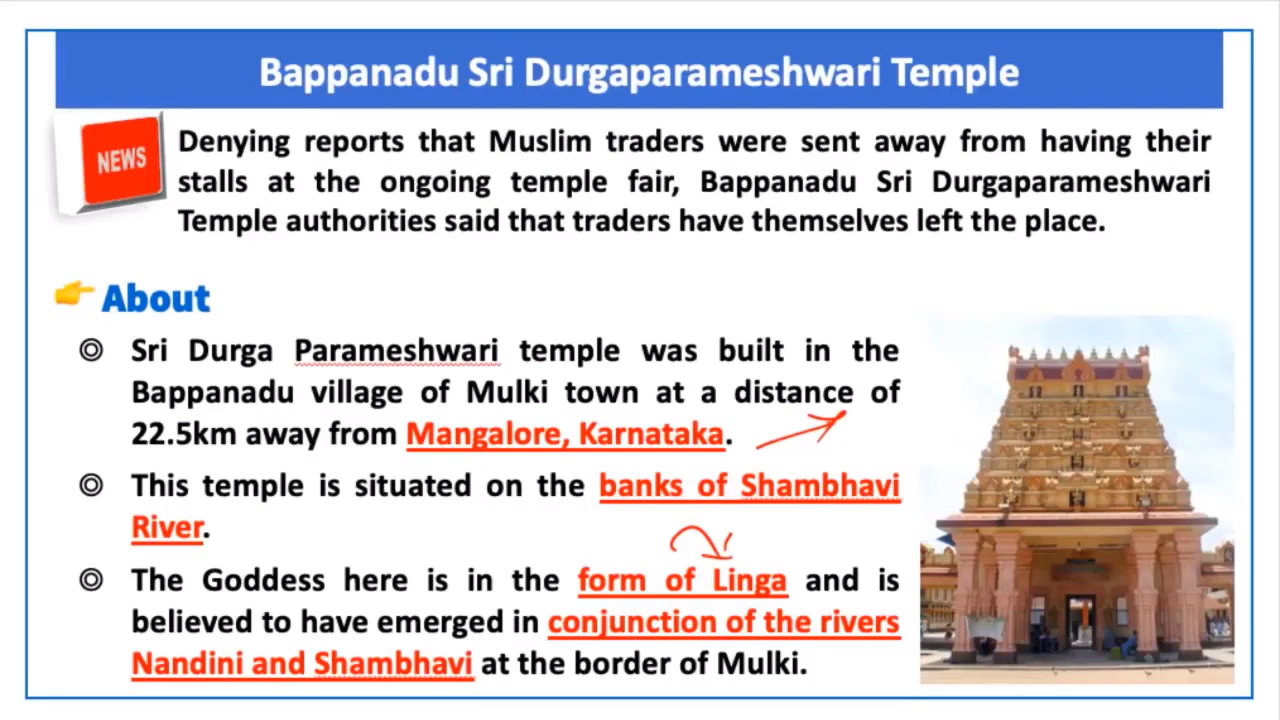 Bappanadu Sri Durgaparameshwari Temple
NEWS
Denying reports that Muslim traders were sent away from having their
stalls at the ongoing temple fair, Bappanadu Sri Durgaparameshwari
Temple authorities said that traders have themselves left the place.
About
Sri Durga Parameshwari temple was built in the
Bappanadu village of Mulki town at a distance of
22.5km away from Mangalore, Karnataka.
This temple is situated on the banks of Shambhavi
River.
The Goddess here is in the form of Linga and is
believed to have emerged in conjunction of the rivers
Nandini and Shambhavi at the border of Mulki.